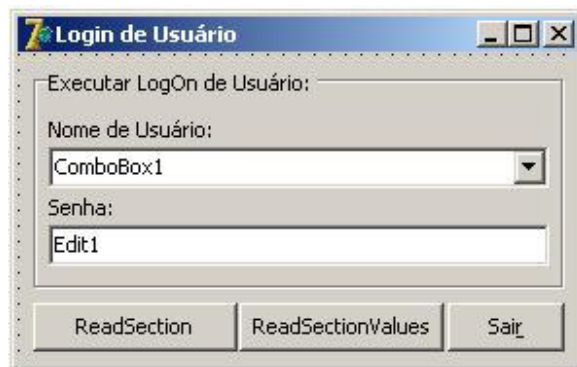 Login de Usuário
Executar LogOn de Usuário:
Nome de Usuário:
ComboBox1
Senha:
Edit1
ReadSection ReadSectionValues Sair